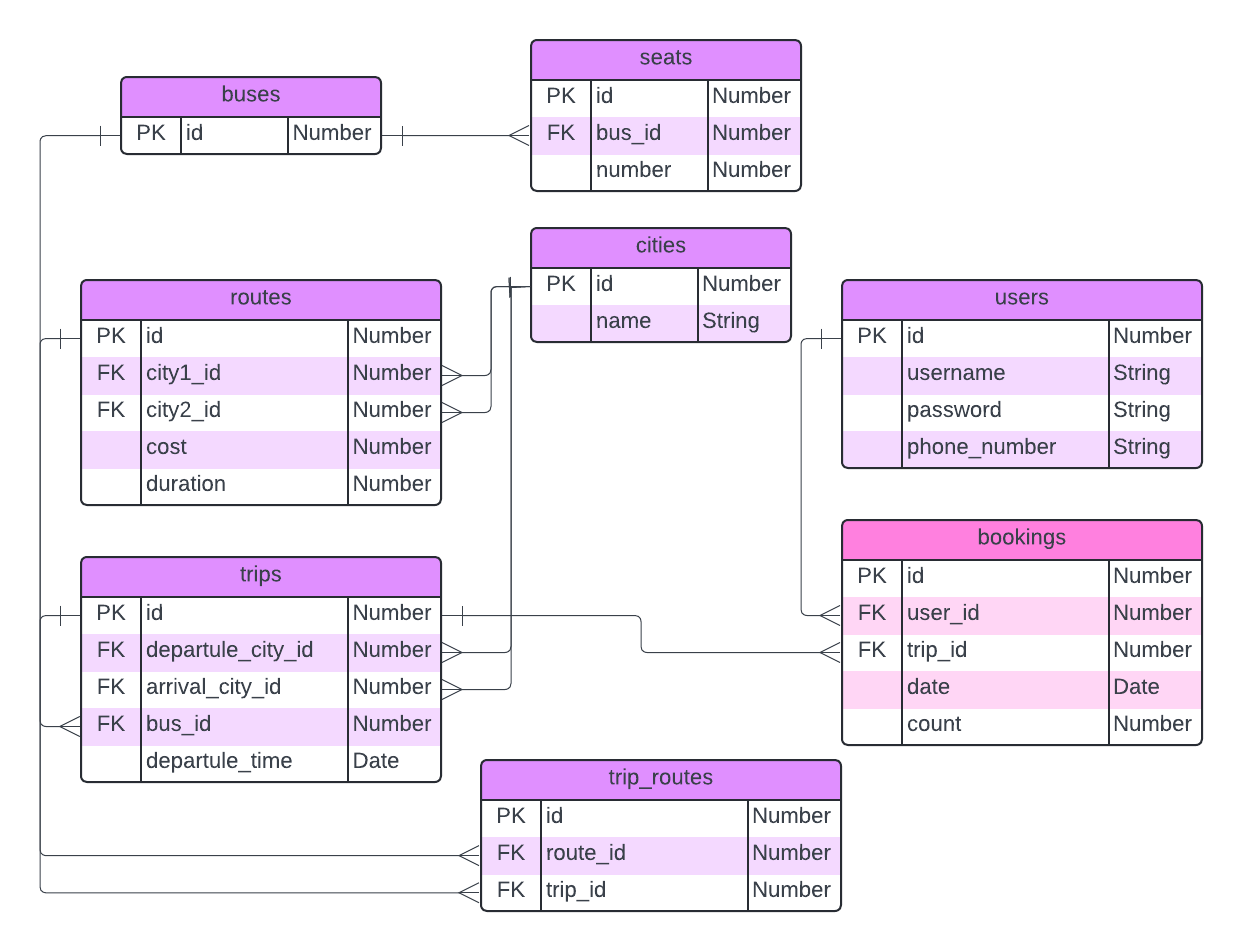 buses
PK id Number
seats
PK id Number
FK bus_id Number
number Number
cities
PK id Number
name String
routes
PK id Number
FK city1_id Number
FK city2_id Number
cost Number
duration Number
users
PK id Number
username String
password String
phone_number String
trips
PK id Number
FK departule_city_id Number
FK arrival_city_id Number
FK bus_id Number
departule_time Date
bookings
PK id Number
FK user_id Number
FK trip_id Number
date Date
count Number
trip_routes
PK id Number
FK route_id Number
FK trip_id Number